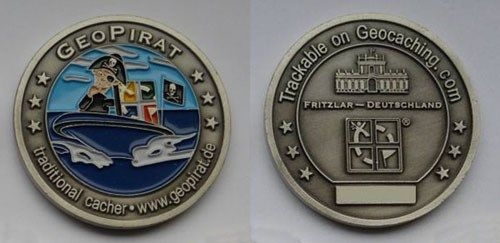 GEOPIRAT
traditional cacher • www.geopirat.de
Trackable on Geocaching.com
FRITZLAR — DEUTSCHLAND
®